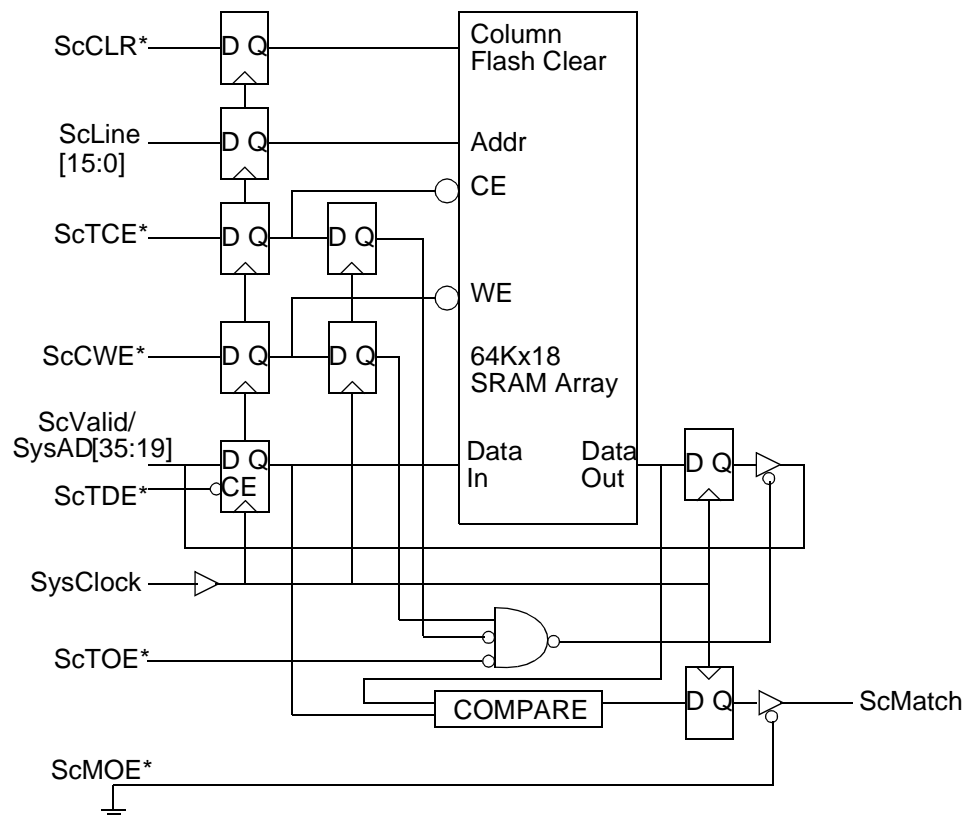 ScCLR*
D Q
Column
Flash Clear
ScLine
[15:0]
D Q
Addr
CE
ScTCE*
D Q
D Q
WE
ScCWE*
D Q
D Q
64Kx18
SRAM Array
ScValid/
SysAD[35:19]
D Q
CE
Data
In
Data
Out
D Q
ScTDE*
SysClock
ScTOE*
COMPARE
D Q
ScMatch
ScMOE*